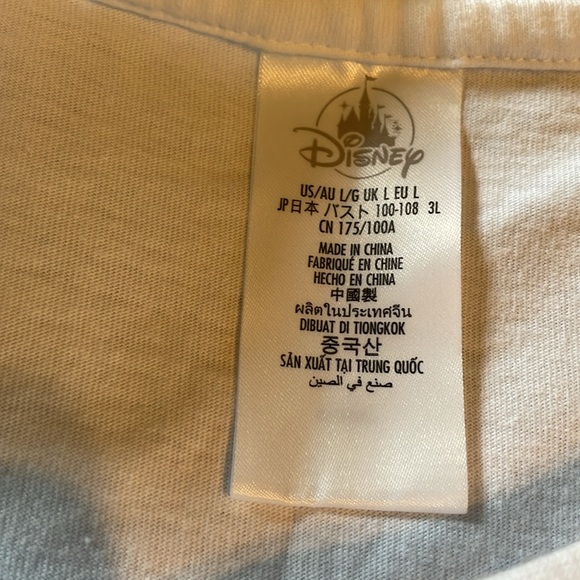 Disney
US/AU L/G UK L EU L
JP日本 バスト 100-108 3L
CN 175/100A
MADE IN CHINA
FABRIQUÉ EN CHINE
HECHO EN CHINA
中國製
ผลิตในประเทศจีน
DIBUAT DI TIONGKOK
중국산
SẢN XUẤT TẠI TRUNG QUỐC
صنع في الصين